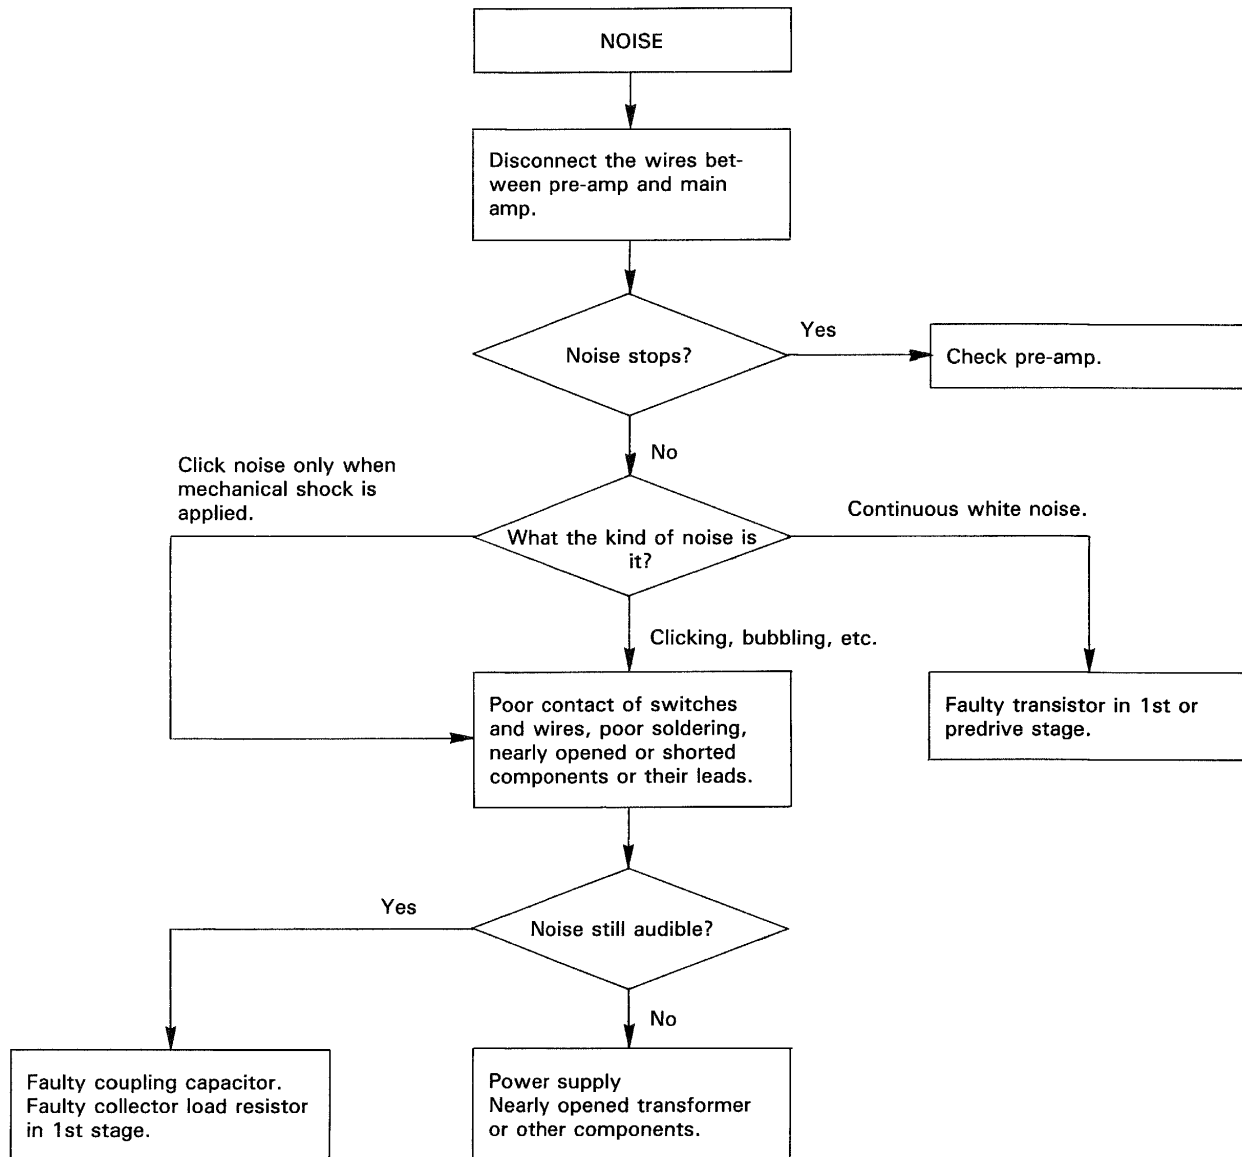 NOISE
Disconnect the wires bet-
ween pre-amp and main
amp.
Noise stops?
Yes
Check pre-amp.
No
Click noise only when
mechanical shock is
applied.
What the kind of noise is
it?
Continuous white noise.
Clicking, bubbling, etc.
Poor contact of switches
and wires, poor soldering,
nearly opened or shorted
components or their leads.
Faulty transistor in 1st or
predrive stage.
Noise still audible?
Yes
No
Faulty coupling capacitor.
Faulty collector load resistor
in 1st stage.
Power supply
Nearly opened transformer
or other components.